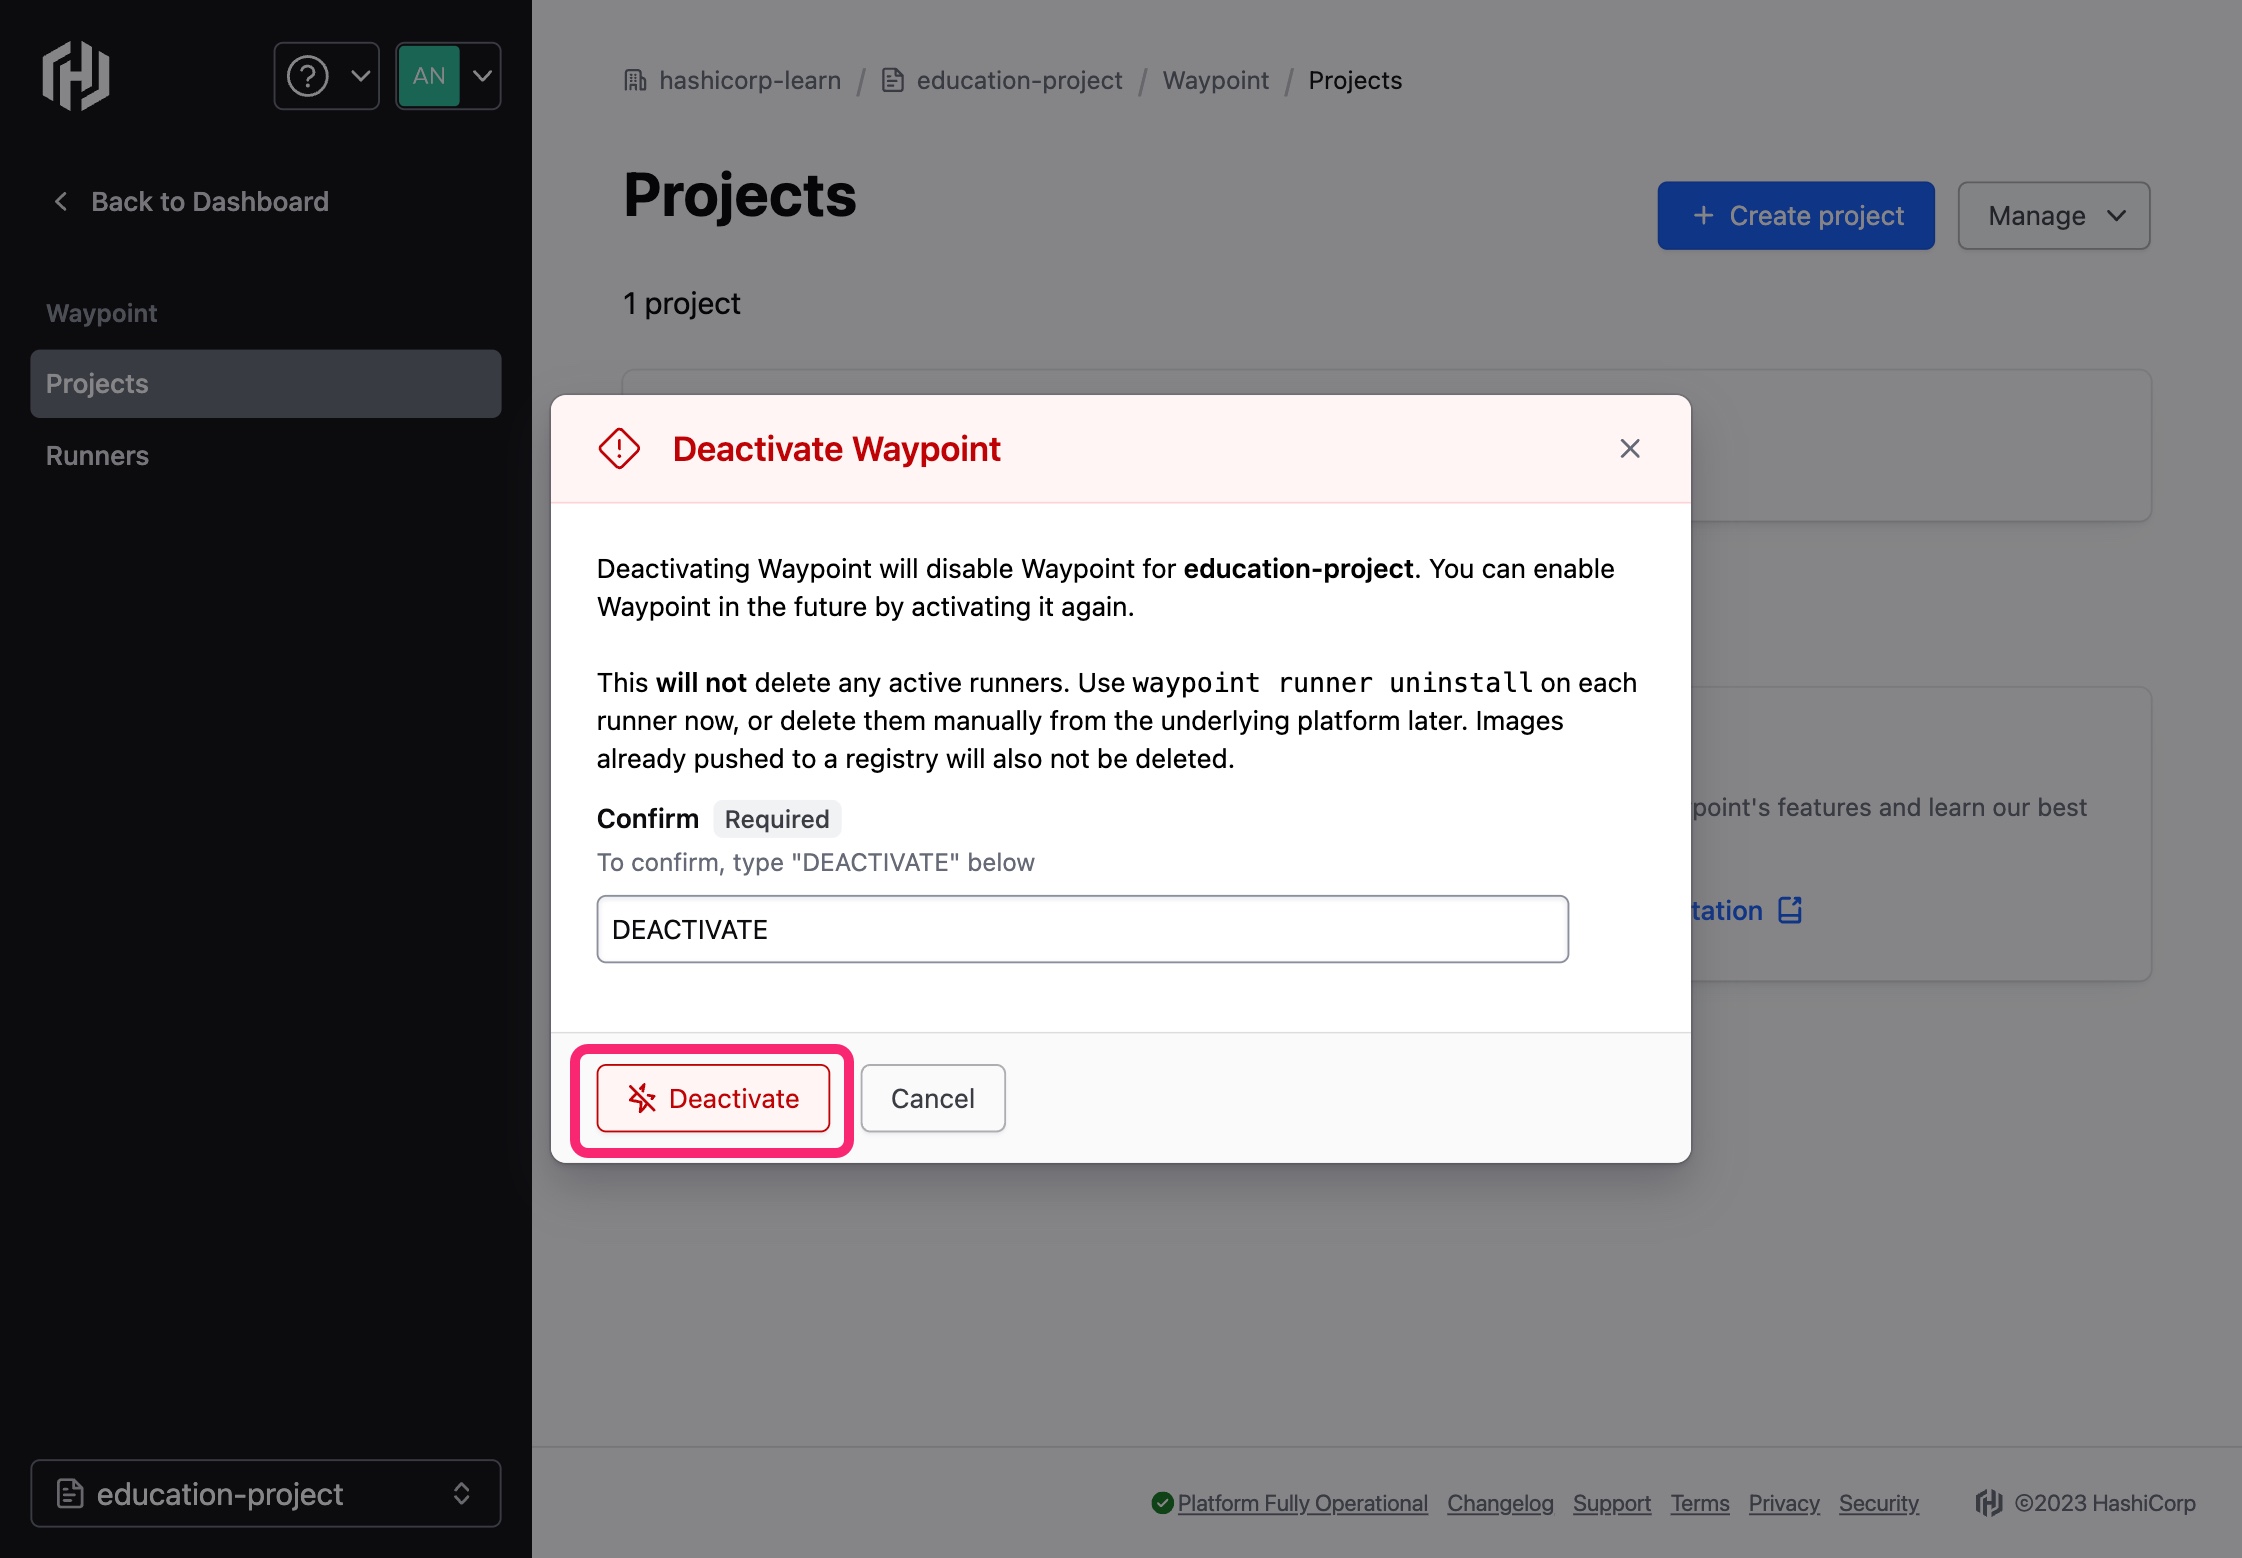 AN
Back to Dashboard
Waypoint
Projects
Runners
education-project
hashicorp-learn / education-project / Waypoint / Projects
Projects
+ Create project
Manage
1 project
Deactivate Waypoint
Deactivating Waypoint will disable Waypoint for education-project. You can enable
Waypoint in the future by activating it again.
This will not delete any active runners. Use waypoint runner uninstall on each
runner now, or delete them manually from the underlying platform later. Images
already pushed to a registry will also not be deleted.
Confirm Required
To confirm, type "DEACTIVATE" below
DEACTIVATE
Deactivate
Cancel
point's features and learn our best
tation
Platform Fully Operational Changelog Support Terms Privacy Security ©2023 HashiCorp